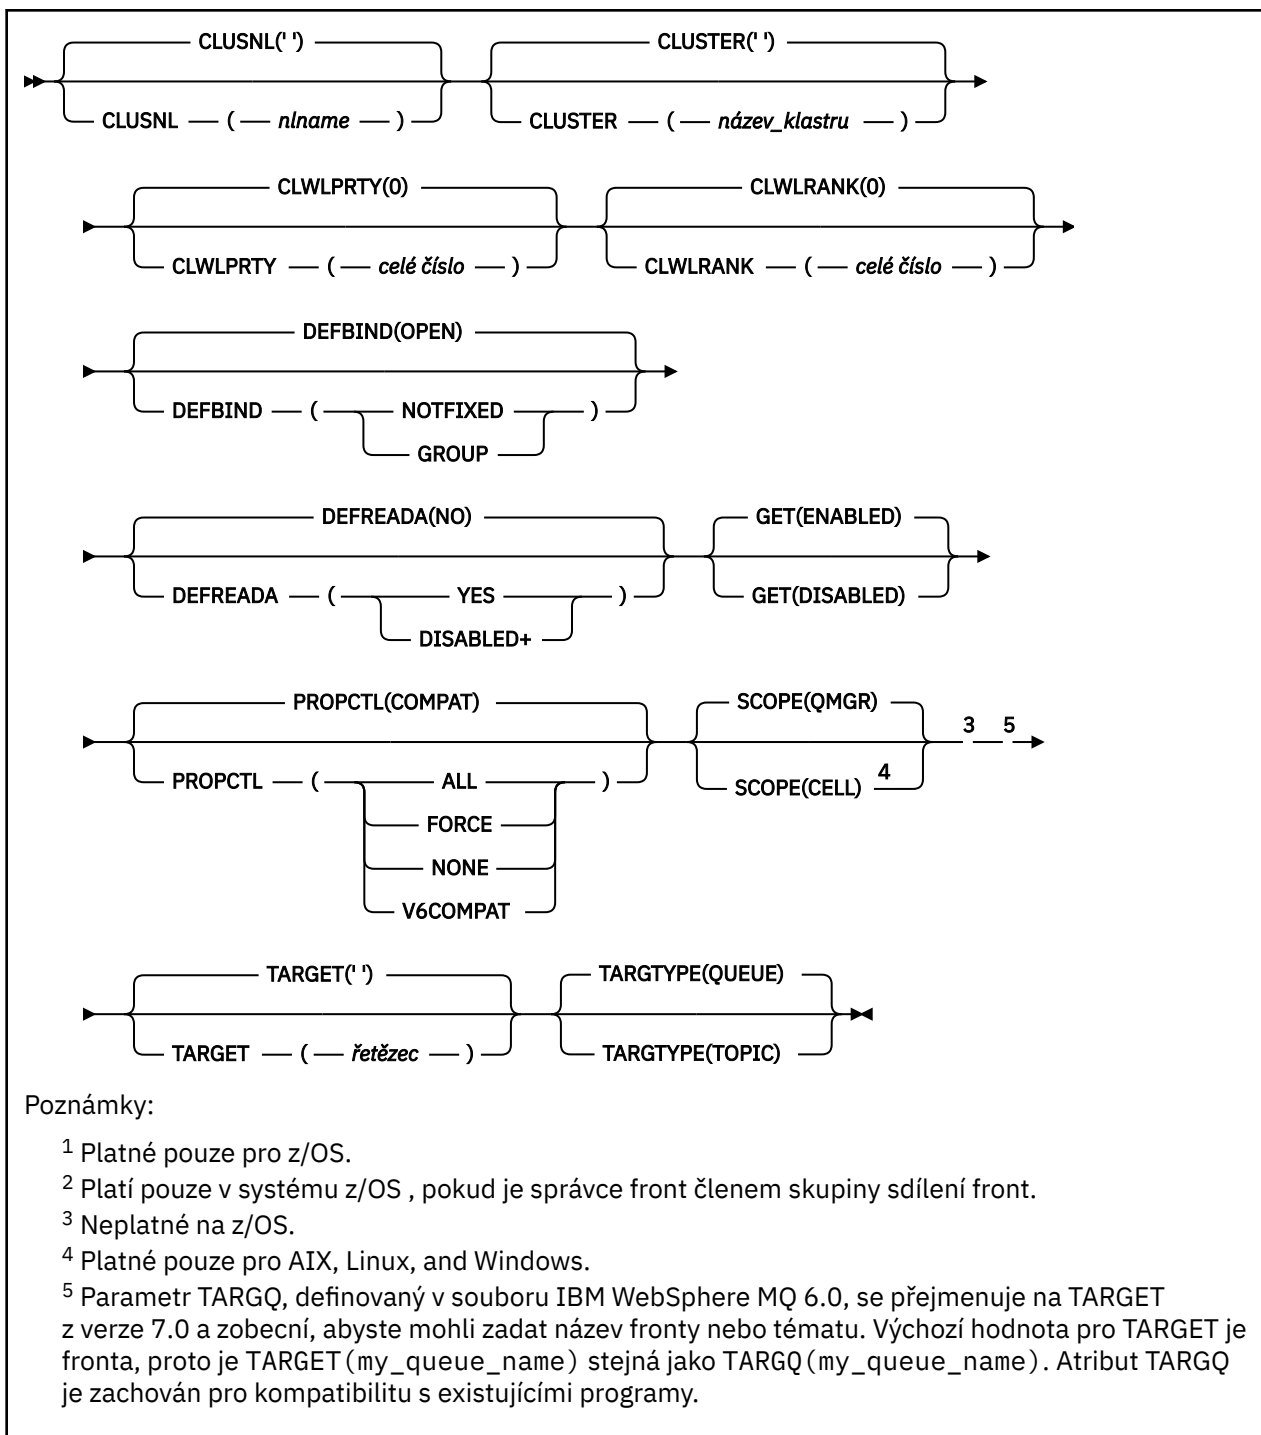 CLUSNL(' ') CLUSTER(' ')
CLUSNL ( nlname ) CLUSTER ( název_klastru )
CLWLPRTY(0) CLWLRANK(0)
CLWLPRTY ( celé číslo ) CLWLRANK ( celé číslo )
DEFBIND(OPEN)
DEFBIND ( NOTFIXED )
GROUP
DEFREADA(NO) GET(ENABLED)
DEFREADA ( YES ) GET(DISABLED)
DISABLED+
PROPCTL(COMPAT) SCOPE(QMGR) 3 5
PROPCTL ( ALL ) SCOPE(CELL) 4
FORCE
NONE
V6COMPAT
TARGET(' ') TARGTYPE(QUEUE)
TARGET ( řetězec ) TARGTYPE(TOPIC)
Poznámky:
1 Platné pouze pro z/OS.
2 Platí pouze v systému z/OS , pokud je správce front členem skupiny sdílení front.
3 Neplatné na z/OS.
4 Platné pouze pro AIX, Linux, and Windows.
5 Parametr TARGQ, definovaný v souboru IBM WebSphere MQ 6.0, se přejmenuje na TARGET
z verze 7.0 a zobecní, abyste mohli zadat název fronty nebo tématu. Výchozí hodnota pro TARGET je
fronta, proto je TARGET(my_queue_name) stejná jako TARGQ(my_queue_name). Atribut TARGQ
je zachován pro kompatibilitu s existujícími programy.